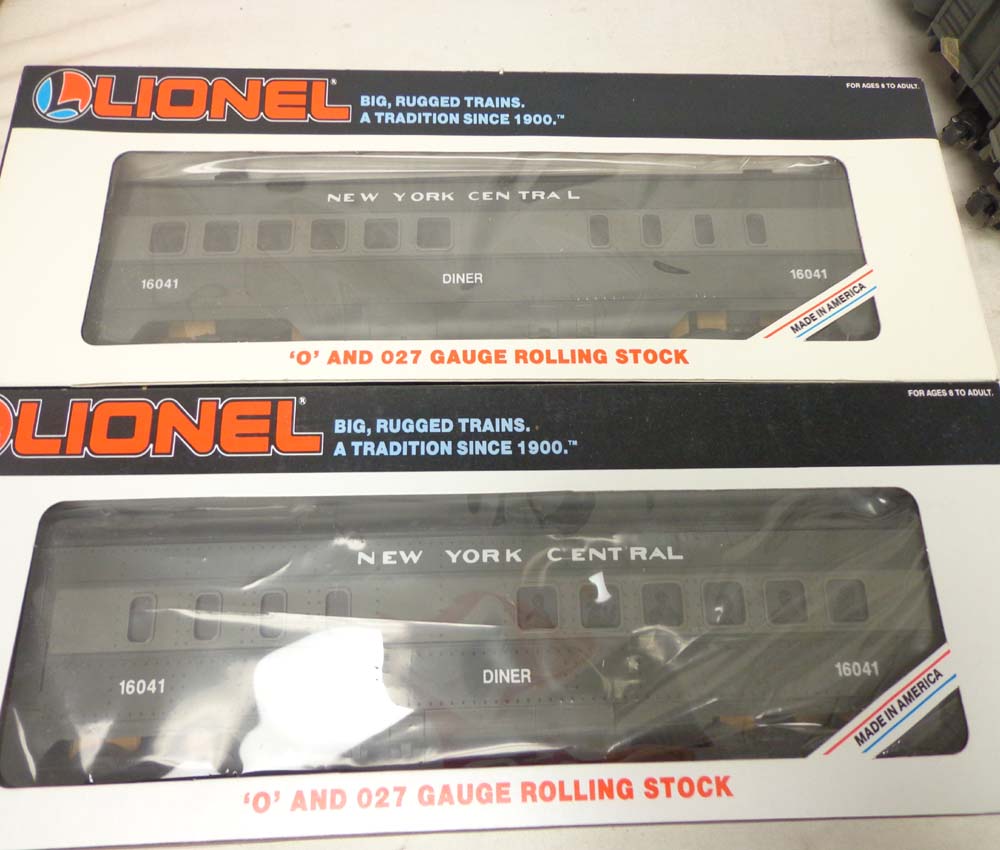 LIONEL®
BIG, RUGGED TRAINS.
A TRADITION SINCE 1900.™
FOR AGES 8 TO ADULT.
NEW YORK CENTRAL
16041
DINER
16041
MADE IN AMERICA
'O' AND 027 GAUGE ROLLING STOCK
LIONEL®
BIG, RUGGED TRAINS.
A TRADITION SINCE 1900.™
FOR AGES 8 TO ADULT.
NEW YORK CENTRAL
16041
DINER
16041
MADE IN AMERICA
'O' AND 027 GAUGE ROLLING STOCK